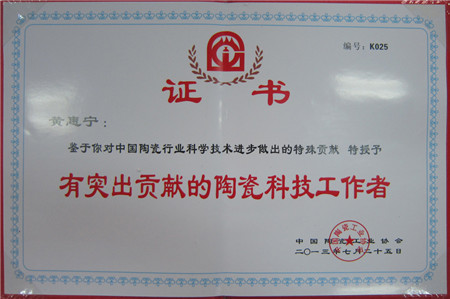 编号：K025
证 书
黄惠宁：
鉴于你对中国陶瓷行业科学技术进步做出的特殊贡献 特授予
有突出贡献的陶瓷科技工作者
中国陶瓷工业协会
二〇一三年七月二十五日